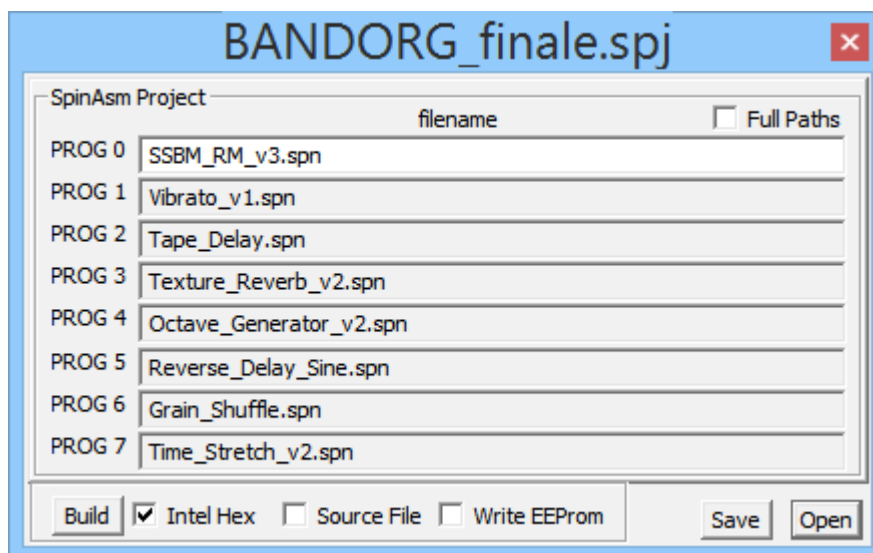 BANDORG_finale.spj
SpinAsm Project
filename Full Paths
PROG 0 SSBM_RM_v3.spn
PROG 1 Vibrato_v1.spn
PROG 2 Tape_Delay.spn
PROG 3 Texture_Reverb_v2.spn
PROG 4 Octave_Generator_v2.spn
PROG 5 Reverse_Delay_Sine.spn
PROG 6 Grain_Shuffle.spn
PROG 7 Time_Stretch_v2.spn
Build Intel Hex Source File Write EEProm Save Open